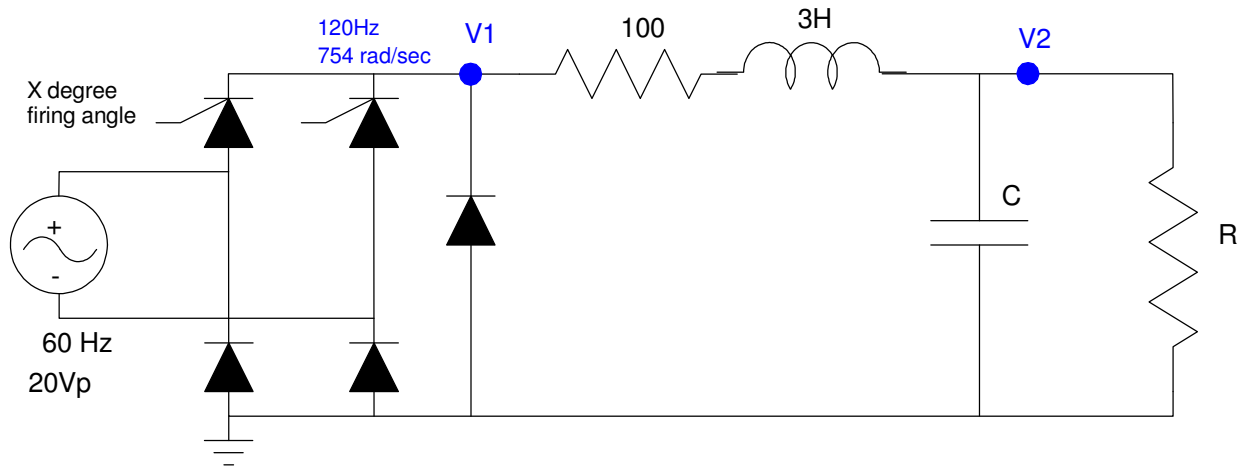 120Hz
754 rad/sec
V1
100
3H
V2
X degree
firing angle
+
-
C
R
60 Hz
20Vp